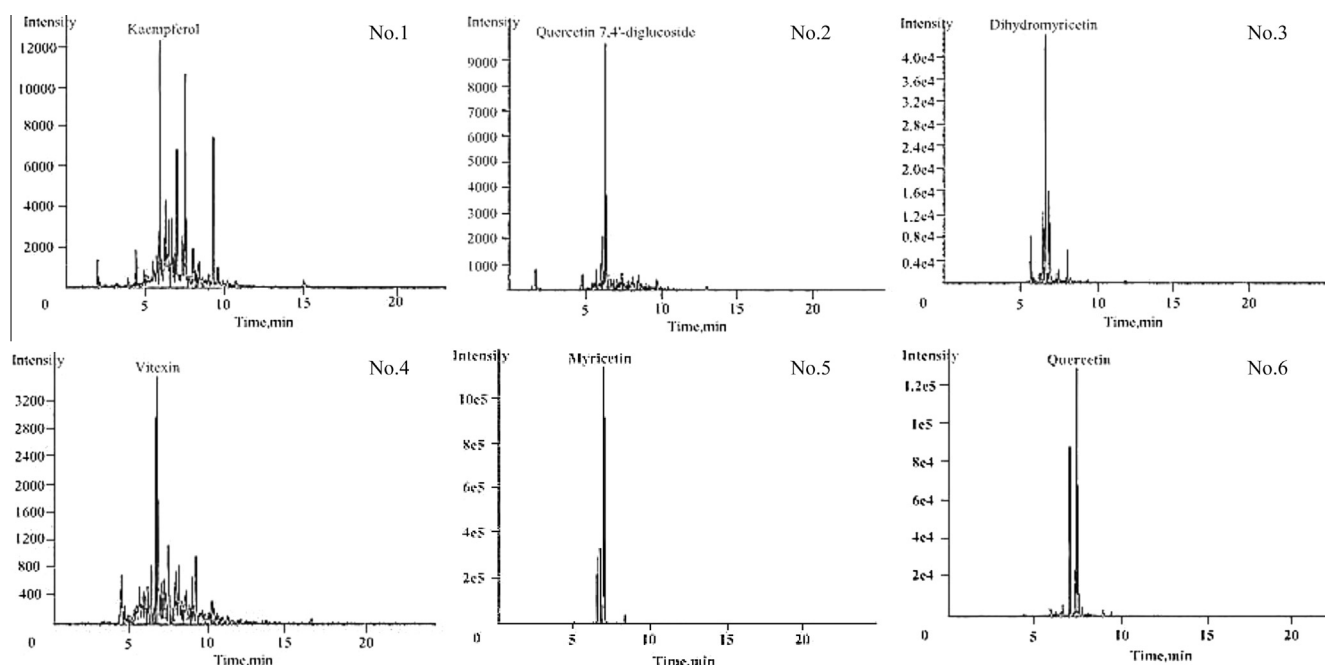 Intensity
Kaempferol
No.1
12000
10000
8000
6000
4000
2000
0
5
10
15
20
Time,min
Intensity
Quercetin 7,4'-diglucoside
No.2
9000
8000
7000
6000
5000
4000
3000
2000
1000
0
5
10
15
20
Time,min
Intensity
Dihydromyricetin
No.3
4.0e4
3.6e4
3.2e4
2.8e4
2.4e4
2.0e4
1.6e4
1.2e4
0.8e4
0.4e4
0
5
10
15
20
Time,min
Intensity
Vitexin
No.4
3200
2800
2400
2000
1600
1200
800
400
0
5
10
15
20
Time,min
Intensity
Myricetin
No.5
10e5
8e5
6e5
4e5
2e5
0
5
10
15
20
Time,min
Intensity
Quercetin
No.6
1.2e5
1e5
8e4
6e4
4e4
2e4
0
5
10
15
20
Time,min